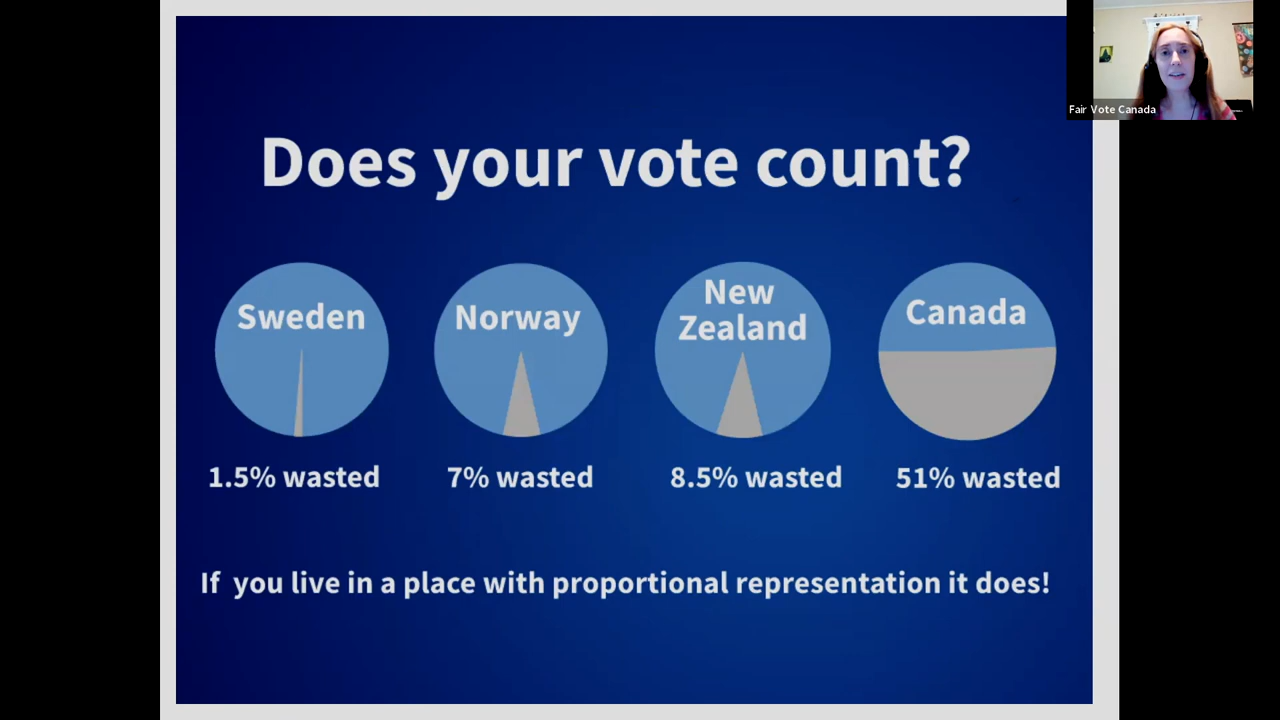 Fair Vote Canada
Does your vote count?
Sweden
Norway
New
Zealand
Canada
1.5% wasted
7% wasted
8.5% wasted
51% wasted
If you live in a place with proportional representation it does!